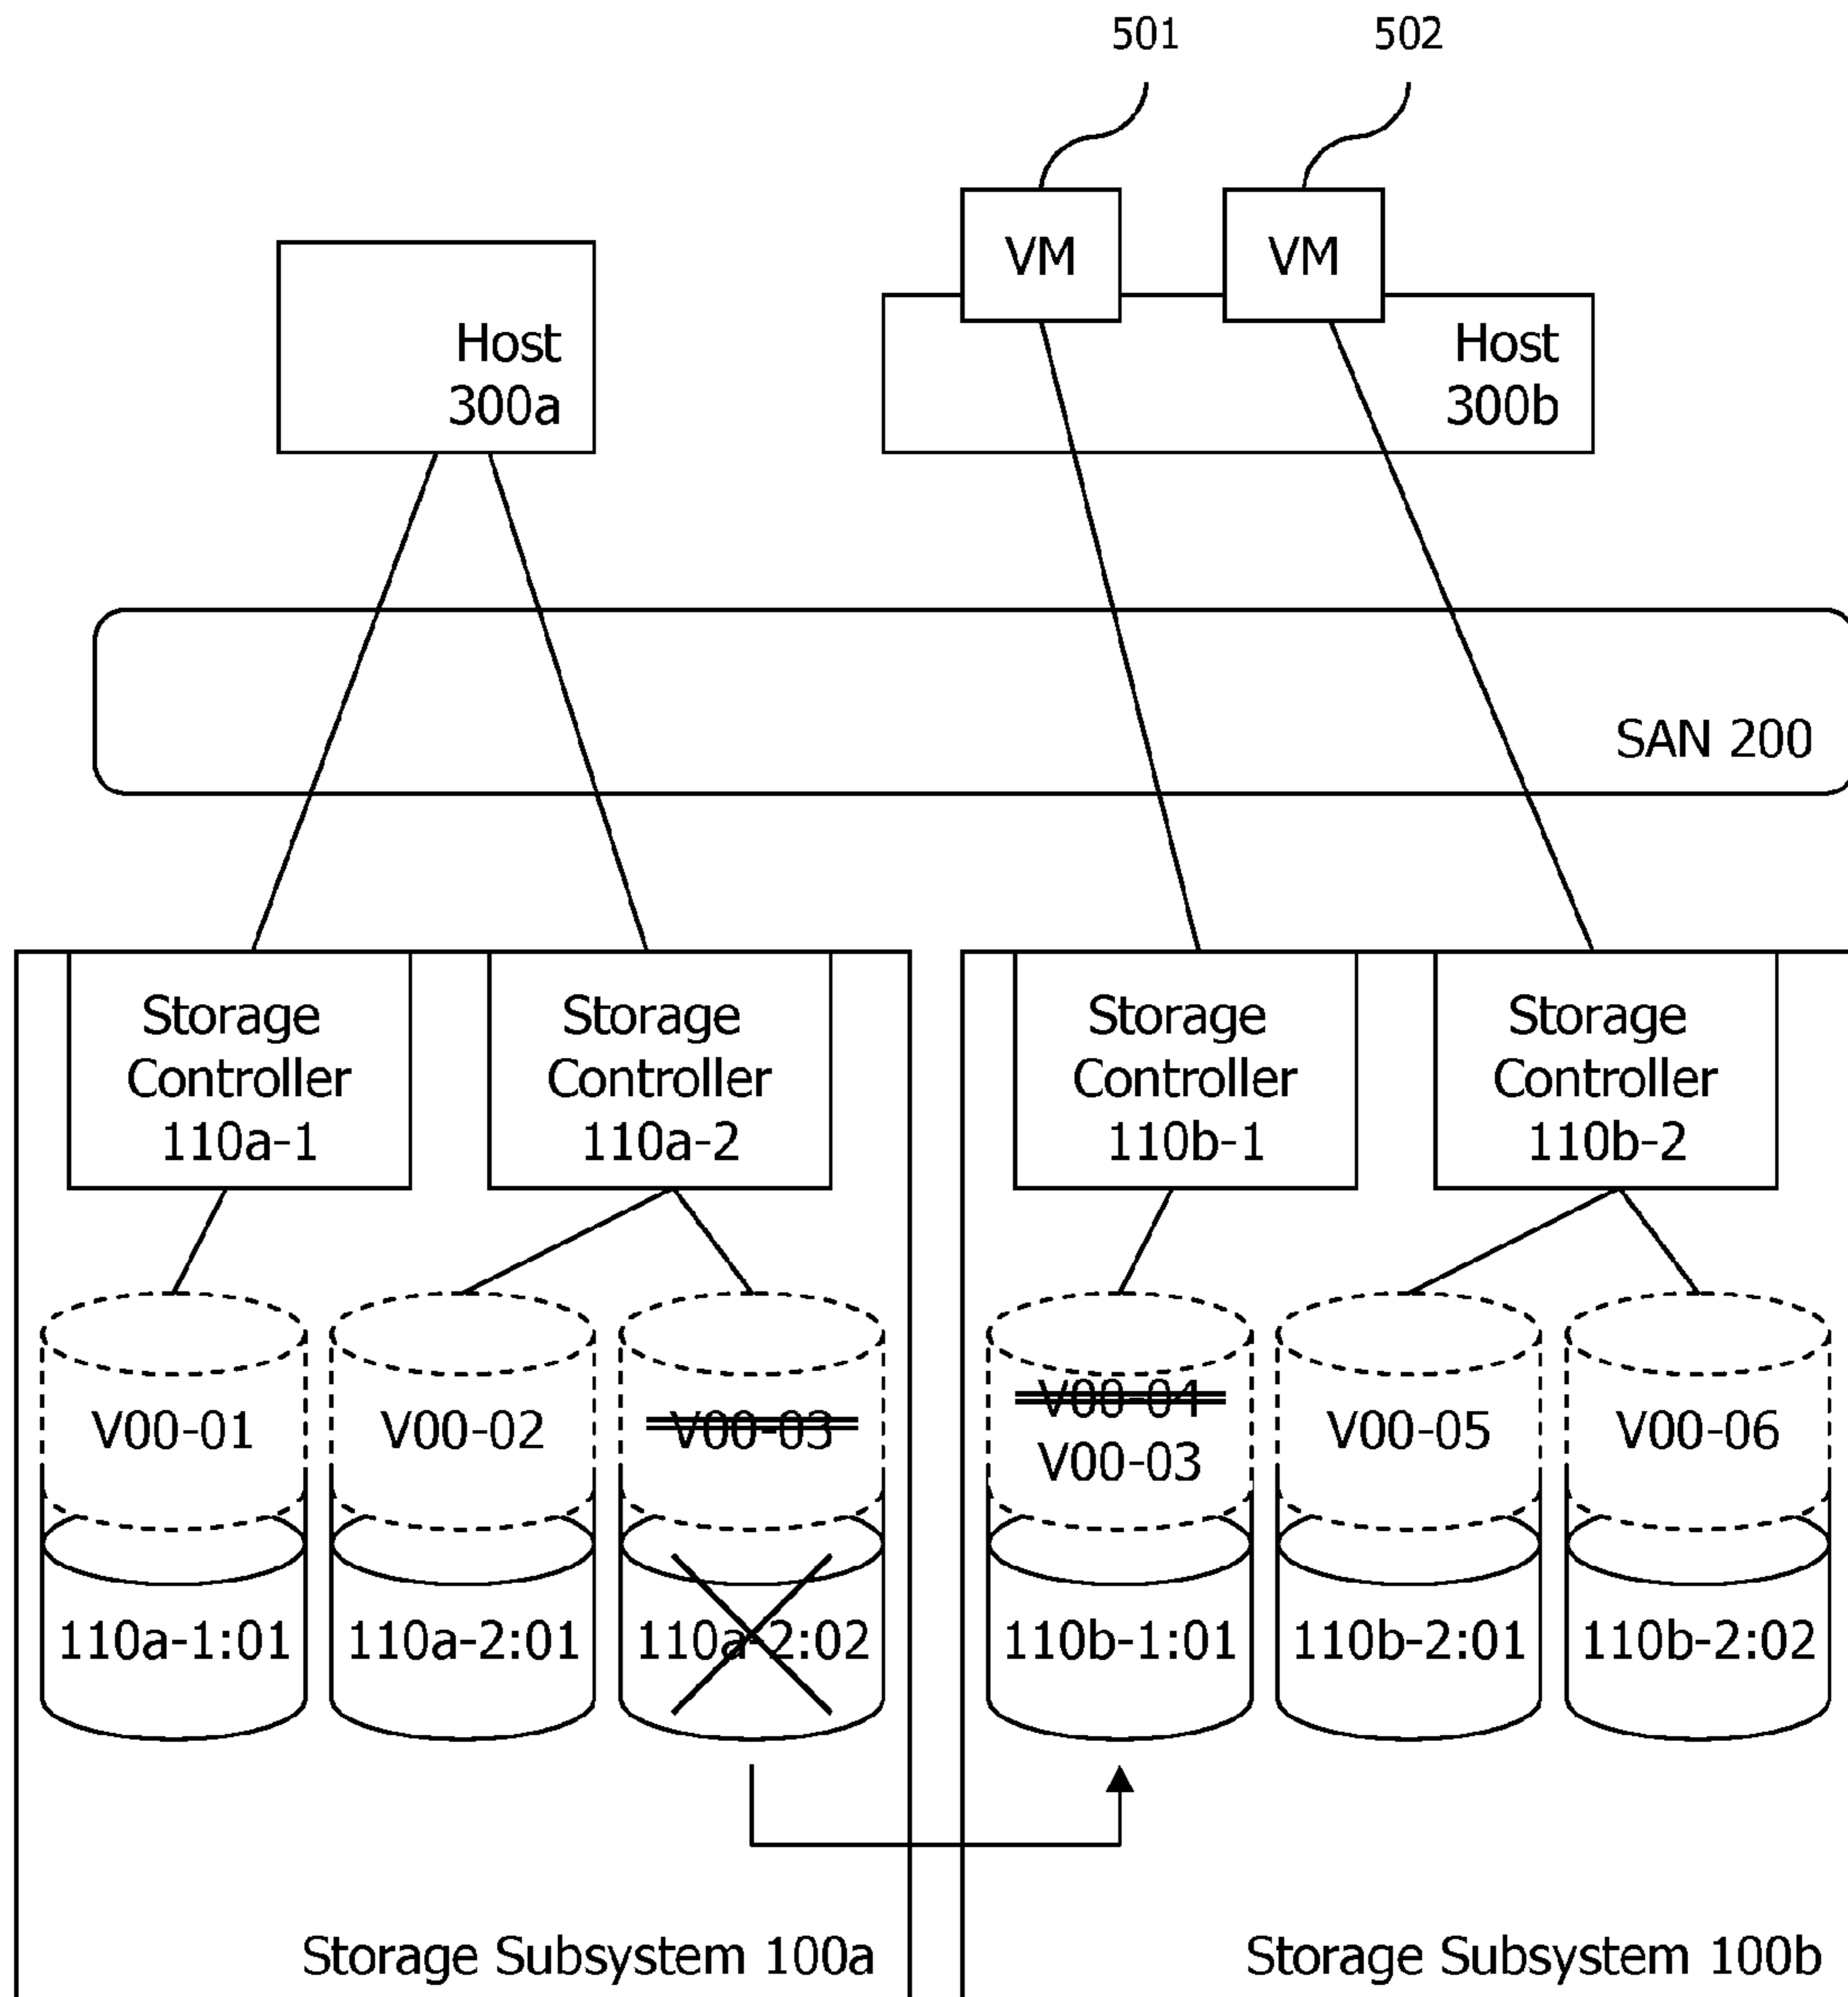 501
502
VM
VM
Host
300a
Host
300b
SAN 200
Storage
Controller
110a-1
Storage
Controller
110a-2
Storage
Controller
110b-1
Storage
Controller
110b-2
V00-01
V00-02
V00-03
V00-04
V00-03
V00-05
V00-06
110a-1:01
110a-2:01
110a-2:02
110b-1:01
110b-2:01
110b-2:02
Storage Subsystem 100a
Storage Subsystem 100b